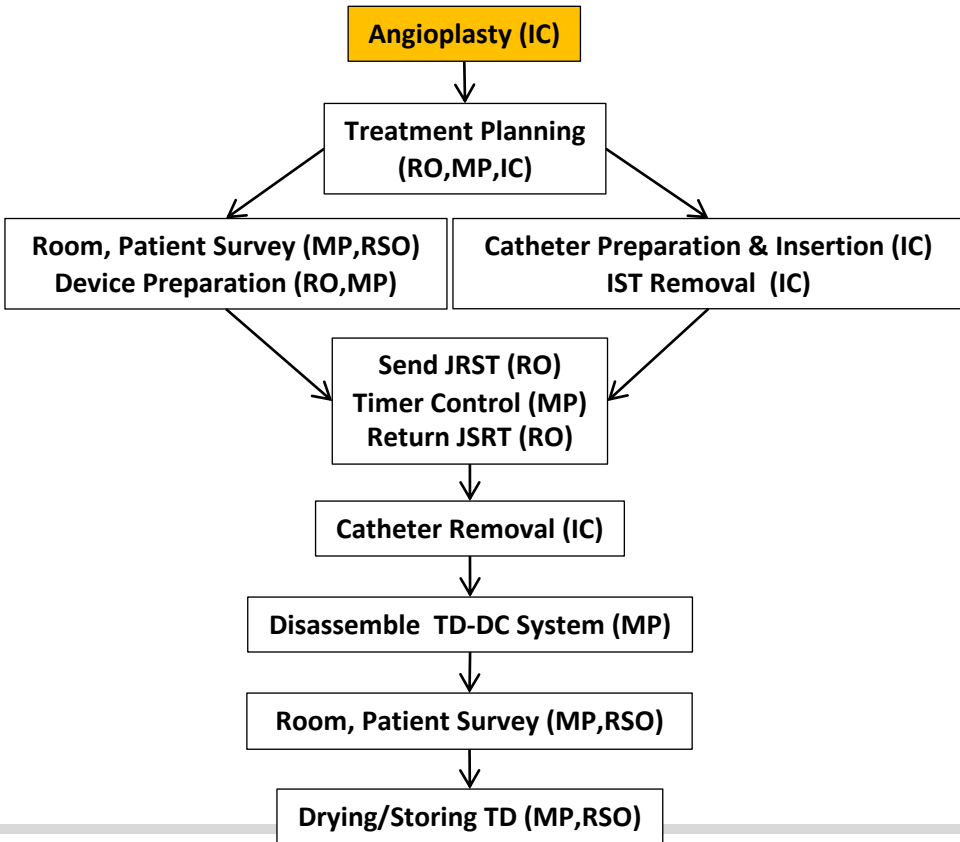 Angioplasty (IC)
Treatment Planning
(RO,MP,IC)
Room, Patient Survey (MP,RSO)
Device Preparation (RO,MP)
Catheter Preparation & Insertion (IC)
IST Removal (IC)
Send JRST (RO)
Timer Control (MP)
Return JSRT (RO)
Catheter Removal (IC)
Disassemble TD-DC System (MP)
Room, Patient Survey (MP,RSO)
Drying/Storing TD (MP,RSO)